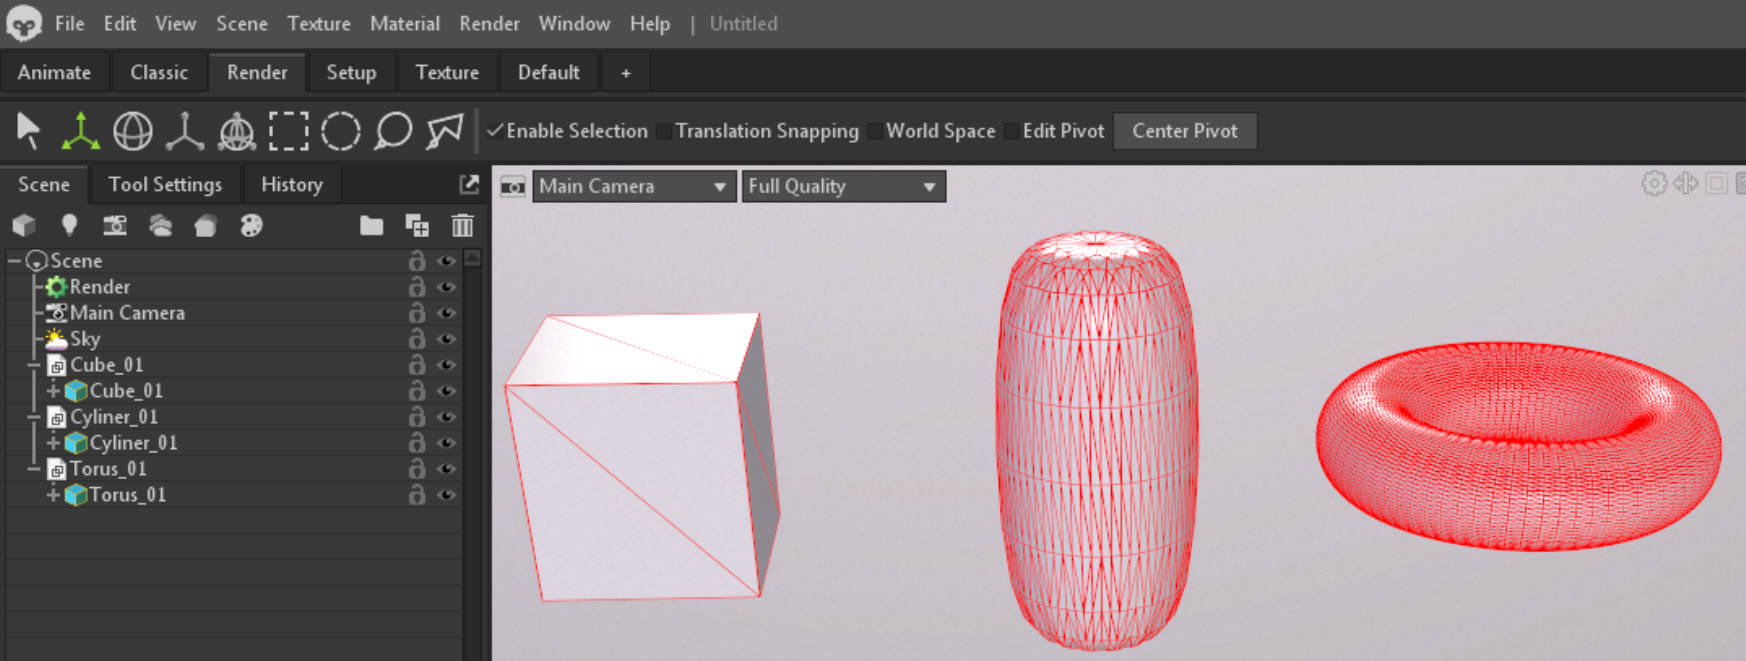 File Edit View Scene Texture Material Render Window Help | Untitled
Animate Classic Render Setup Texture Default +
Enable Selection Translation Snapping World Space Edit Pivot Center Pivot
Scene Tool Settings History
Main Camera Full Quality
Scene
Render
Main Camera
Sky
Cube_01
Cube_01
Cyliner_01
Cyliner_01
Torus_01
Torus_01